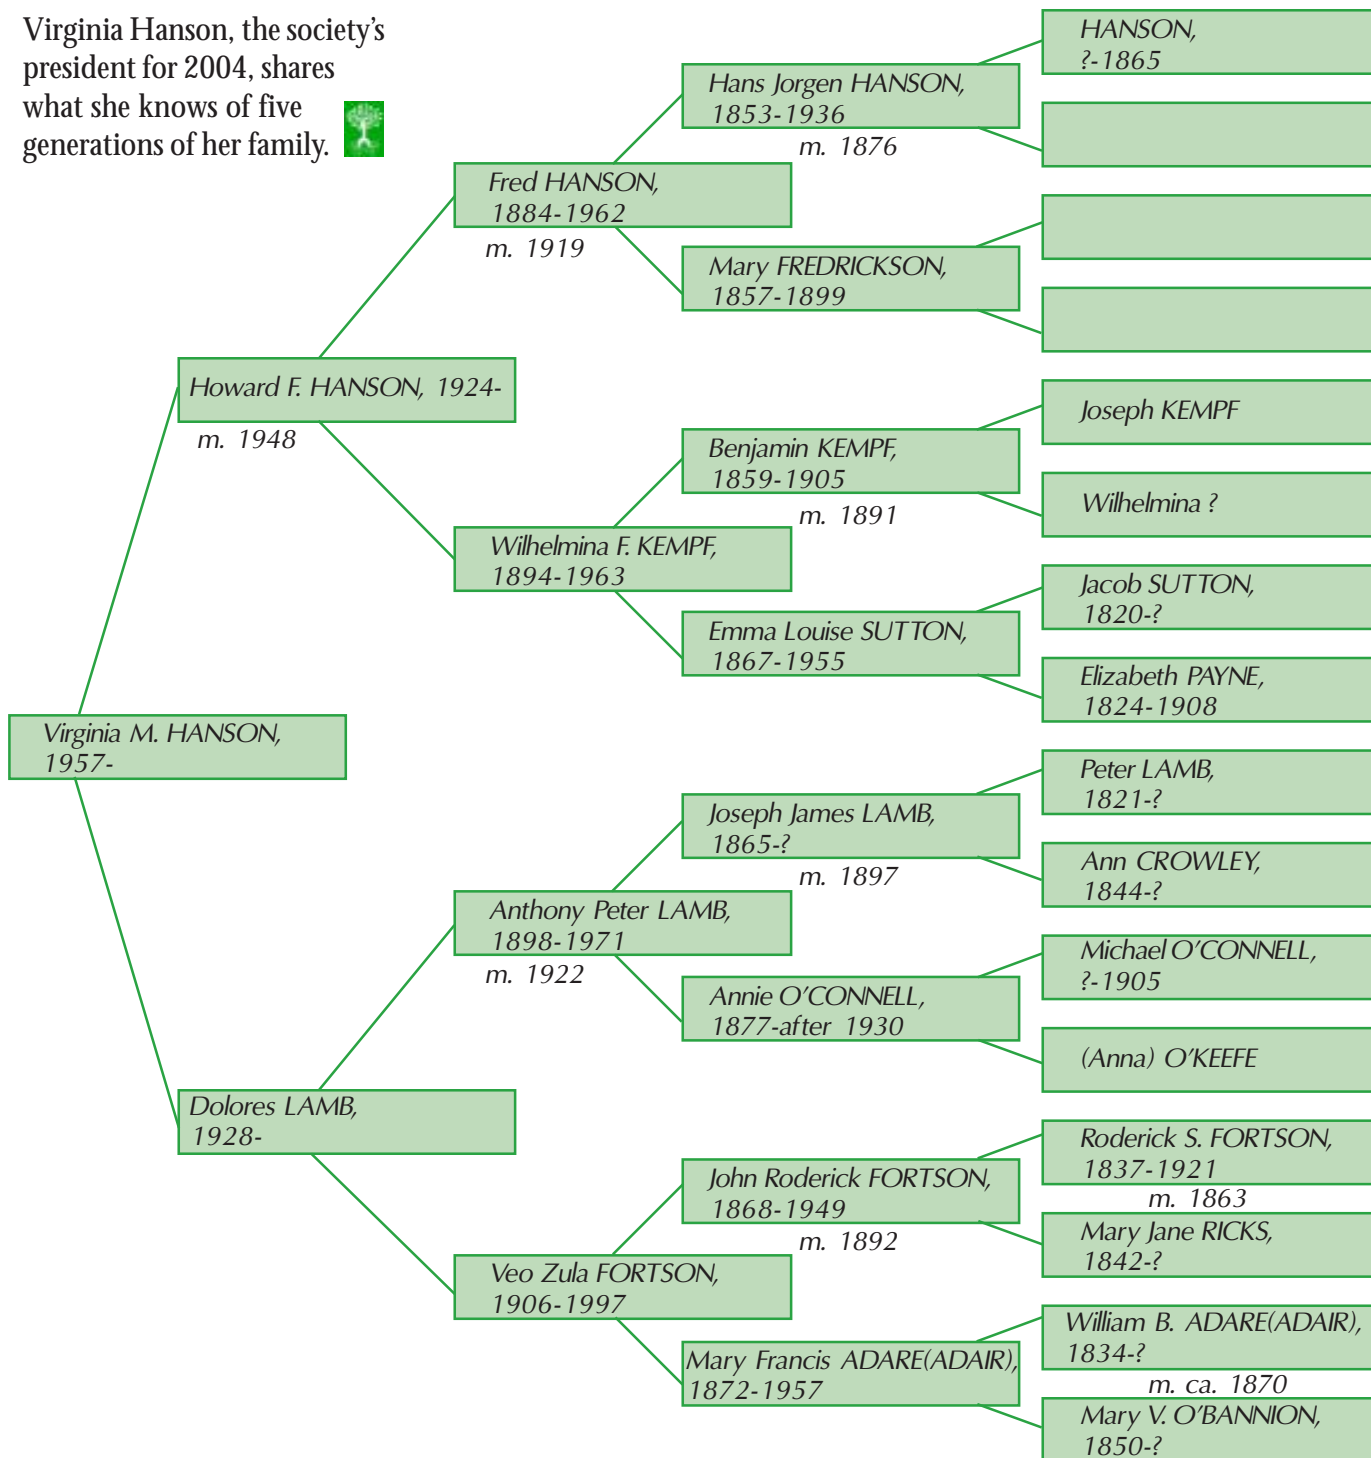 Virginia Hanson, the society's
president for 2004, shares
what she knows of five
generations of her family.
HANSON,
?-1865
Hans Jorgen HANSON,
1853-1936
m. 1876
Fred HANSON,
1884-1962
m. 1919
Mary FREDRICKSON,
1857-1899
Howard F. HANSON, 1924-
m. 1948
Joseph KEMPF
Benjamin KEMPF,
1859-1905
m. 1891
Wilhelmina ?
Wilhelmina F. KEMPF,
1894-1963
Jacob SUTTON,
1820-?
Emma Louise SUTTON,
1867-1955
Elizabeth PAYNE,
1824-1908
Virginia M. HANSON,
1957-
Peter LAMB,
1821-?
Joseph James LAMB,
1865-?
m. 1897
Ann CROWLEY,
1844-?
Anthony Peter LAMB,
1898-1971
m. 1922
Michael O'CONNELL,
?-1905
Annie O'CONNELL,
1877-after 1930
(Anna) O'KEEFE
Dolores LAMB,
1928-
Roderick S. FORTSON,
1837-1921
m. 1863
John Roderick FORTSON,
1868-1949
m. 1892
Mary Jane RICKS,
1842-?
Veo Zula FORTSON,
1906-1997
William B. ADARE(ADAIR),
1834-?
m. ca. 1870
Mary Francis ADARE(ADAIR),
1872-1957
Mary V. O'BANNION,
1850-?